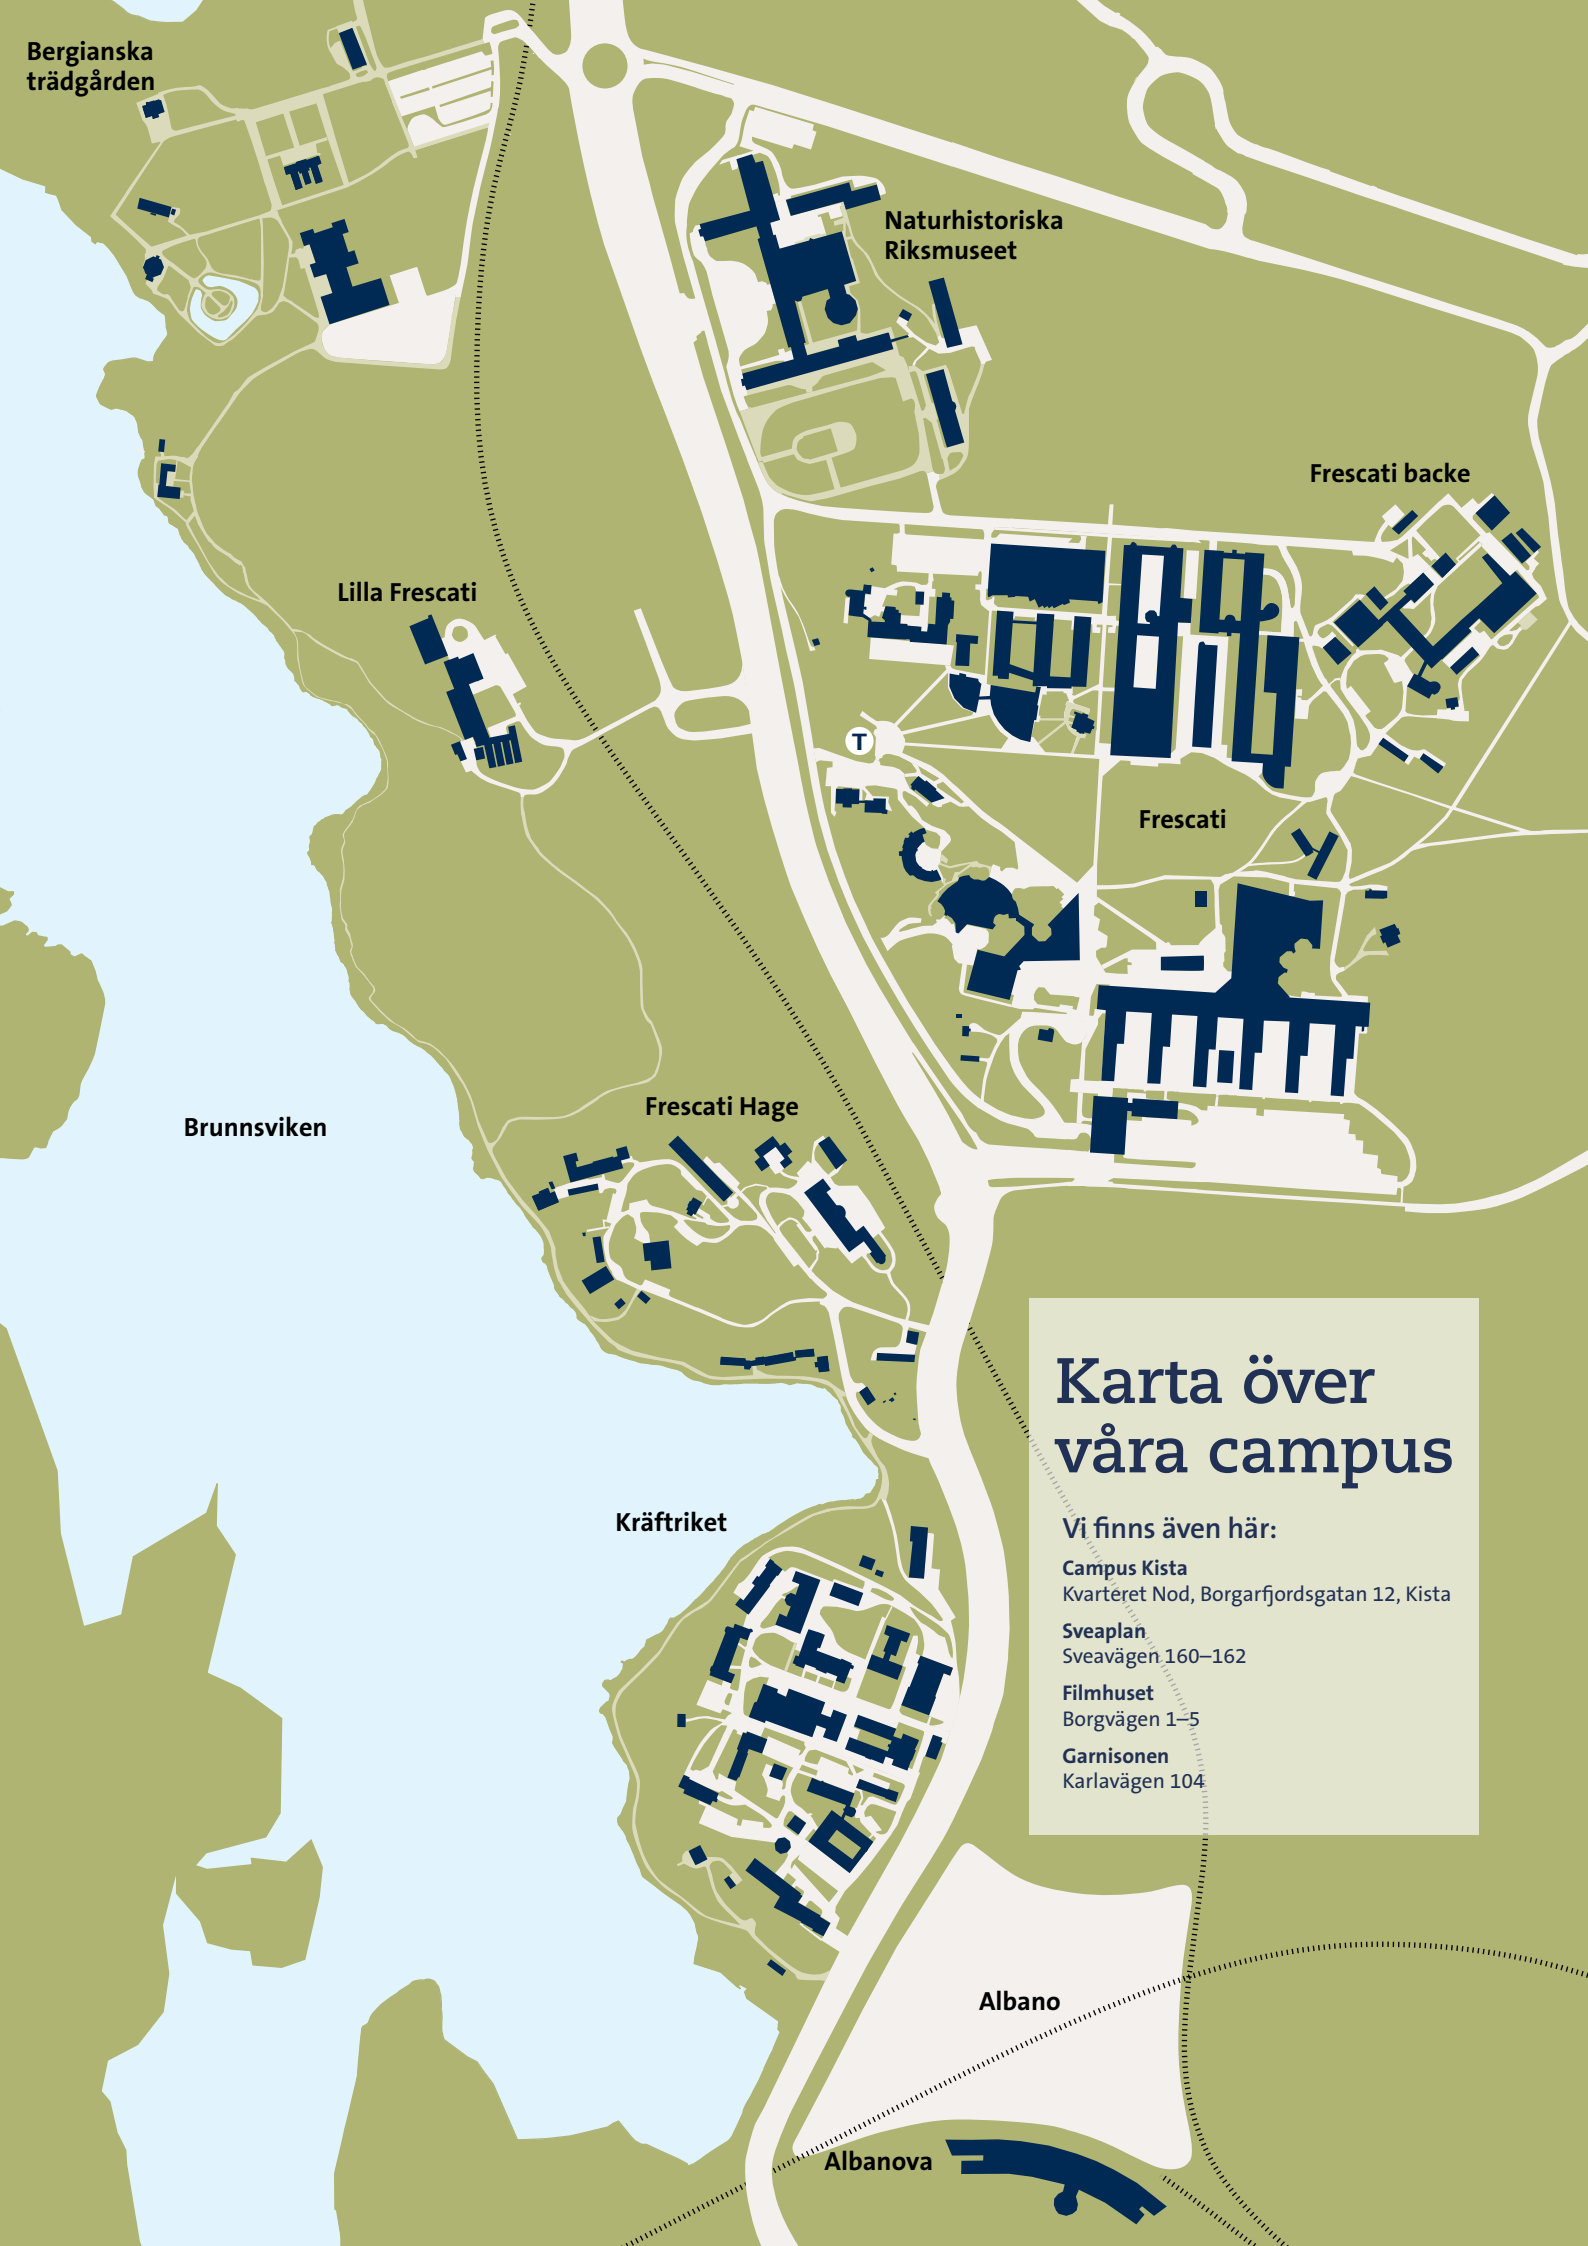 Bergianska
trädgården
Naturhistoriska
Riksmuseet
Frescati backe
Lilla Frescati
T
Frescati
Frescati Hage
Brunnsviken
Karta över
våra campus
Kräftriket
Vi finns även här:
Campus Kista
Kvarteret Nod, Borgarfjordsgatan 12, Kista
Sveaplan
Sveavägen 160–162
Filmhuset
Borgvägen 1–5
Garnisonen
Karlavägen 104
Albano
Albanova